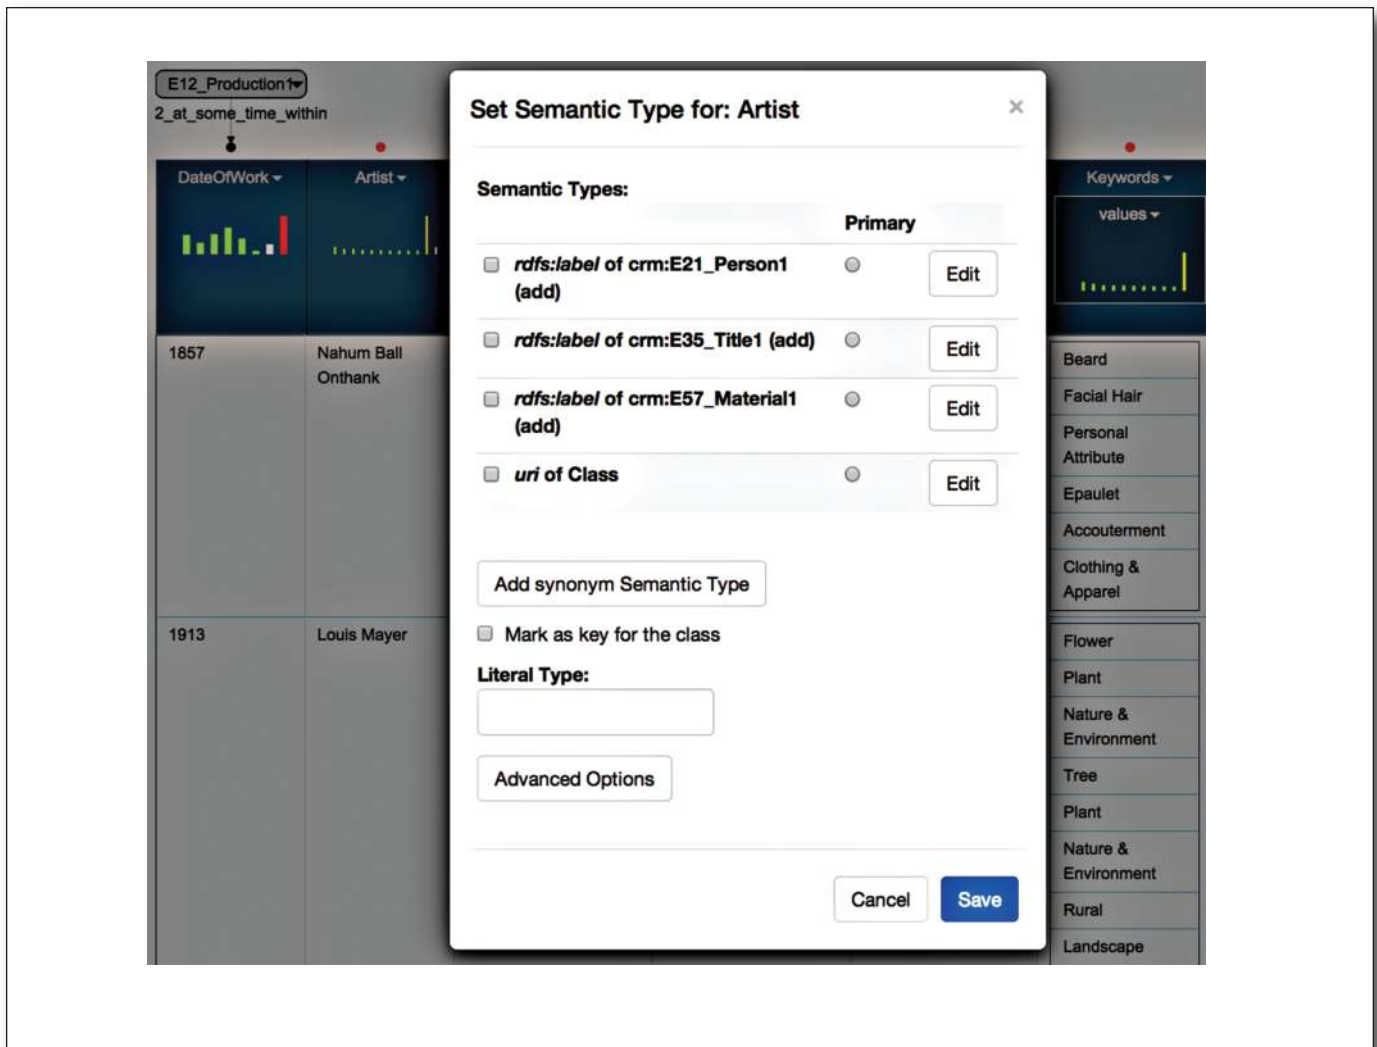 E12_Production1
2_at_some_time_within
DateOfWork
Artist
1857
Nahum Ball
Onthank
1913
Louis Mayer
Set Semantic Type for: Artist
×
Semantic Types:
Primary
rdfs:label of crm:E21_Person1
(add)
Edit
rdfs:label of crm:E35_Title1 (add)
Edit
rdfs:label of crm:E57_Material1
(add)
Edit
uri of Class
Edit
Add synonym Semantic Type
Mark as key for the class
Literal Type:
Advanced Options
Cancel
Save
Keywords
values
Beard
Facial Hair
Personal
Attribute
Epaulet
Accouterment
Clothing &
Apparel
Flower
Plant
Nature &
Environment
Tree
Plant
Nature &
Environment
Rural
Landscape